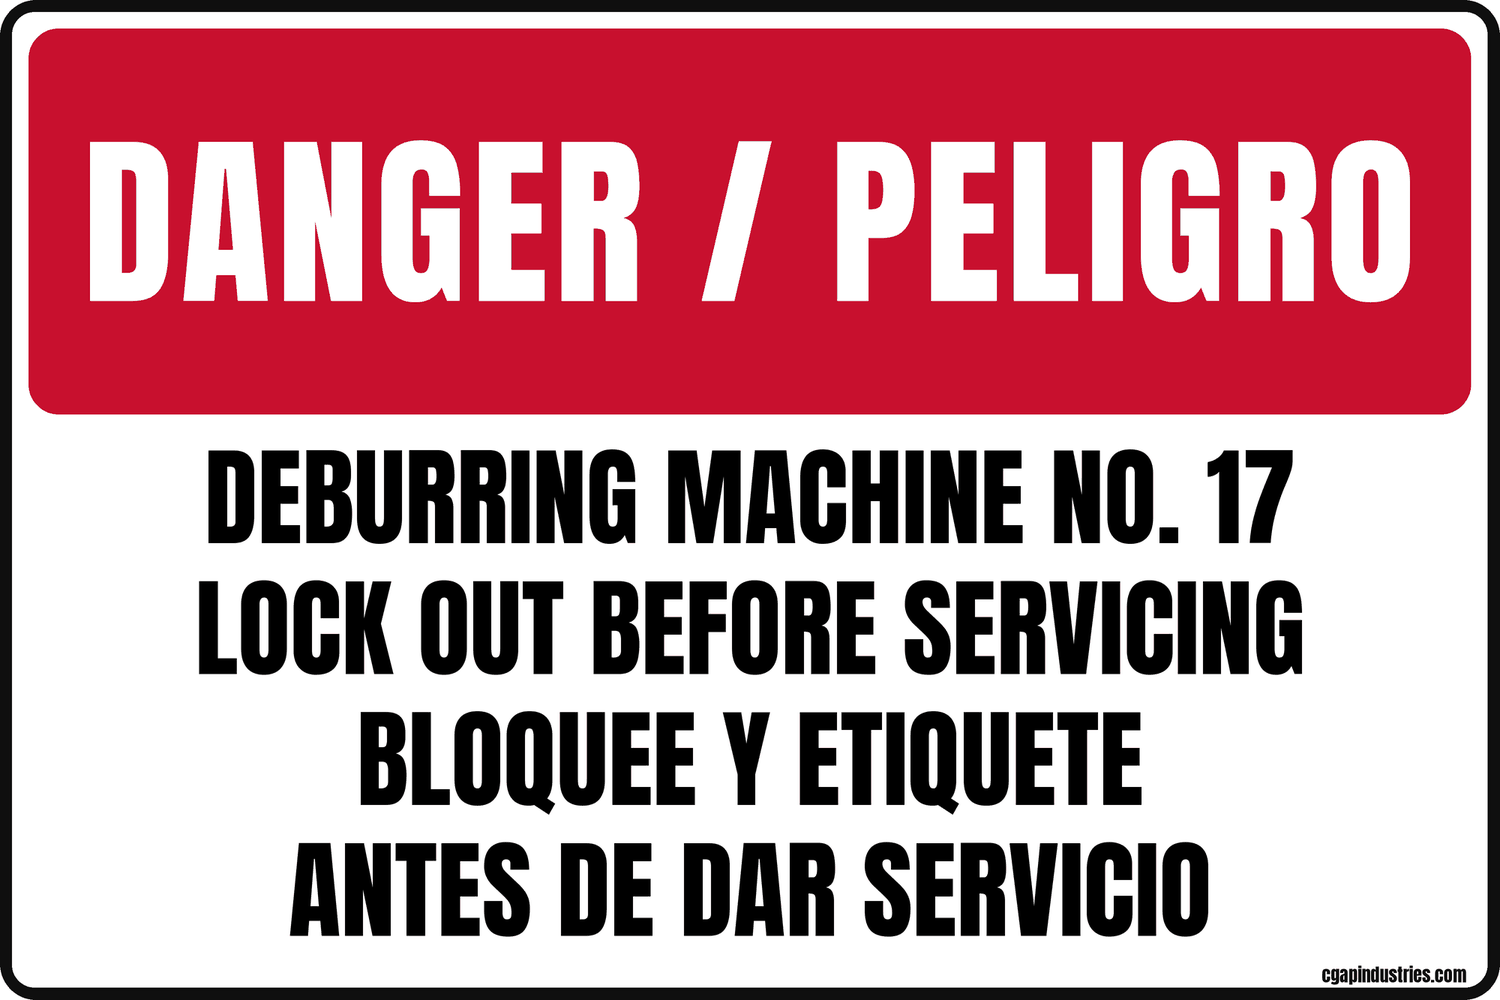 DANGER / PELIGRO
DEBURRING MACHINE NO. 17
LOCK OUT BEFORE SERVICING
BLOQUEE Y ETIQUETE
ANTES DE DAR SERVICIO
cgapindustries.com